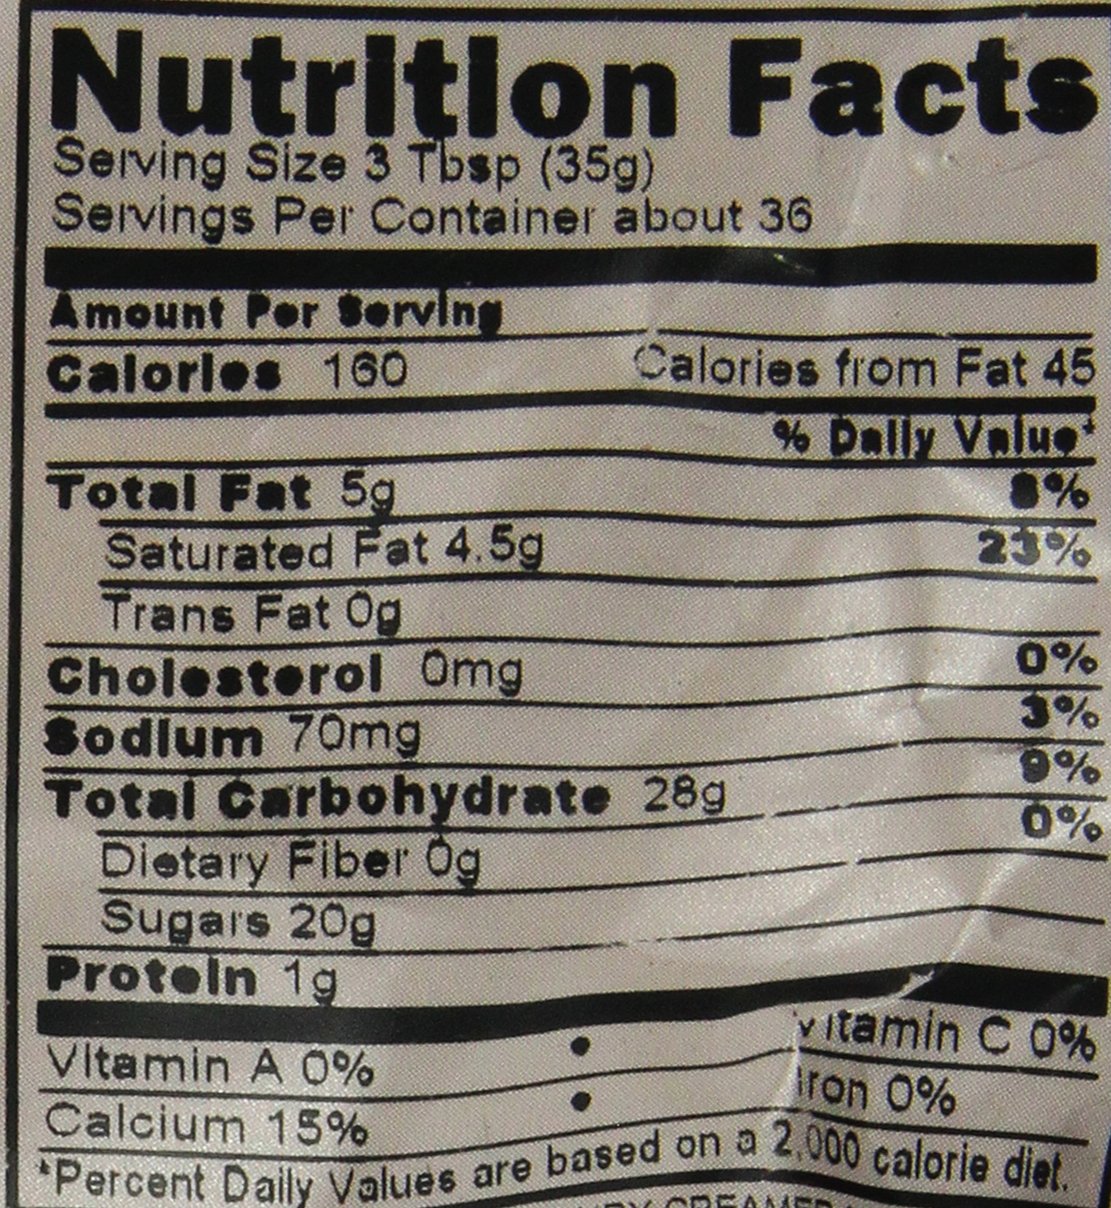 Nutrition Facts
Serving Size 3 Tbsp (35g)
Servings Per Container about 36
Amount Per Serving
Calories 160 Calories from Fat 45
% Daily Value*
Total Fat 5g 8%
Saturated Fat 4.5g 23%
Trans Fat 0g
Cholesterol 0mg 0%
Sodium 70mg 3%
Total Carbohydrate 28g 9%
Dietary Fiber 0g 0%
Sugars 20g
Protein 1g
Vitamin A 0% • Vitamin C 0%
Calcium 15% • Iron 0%
*Percent Daily Values are based on a 2,000 calorie diet.
CREAMER